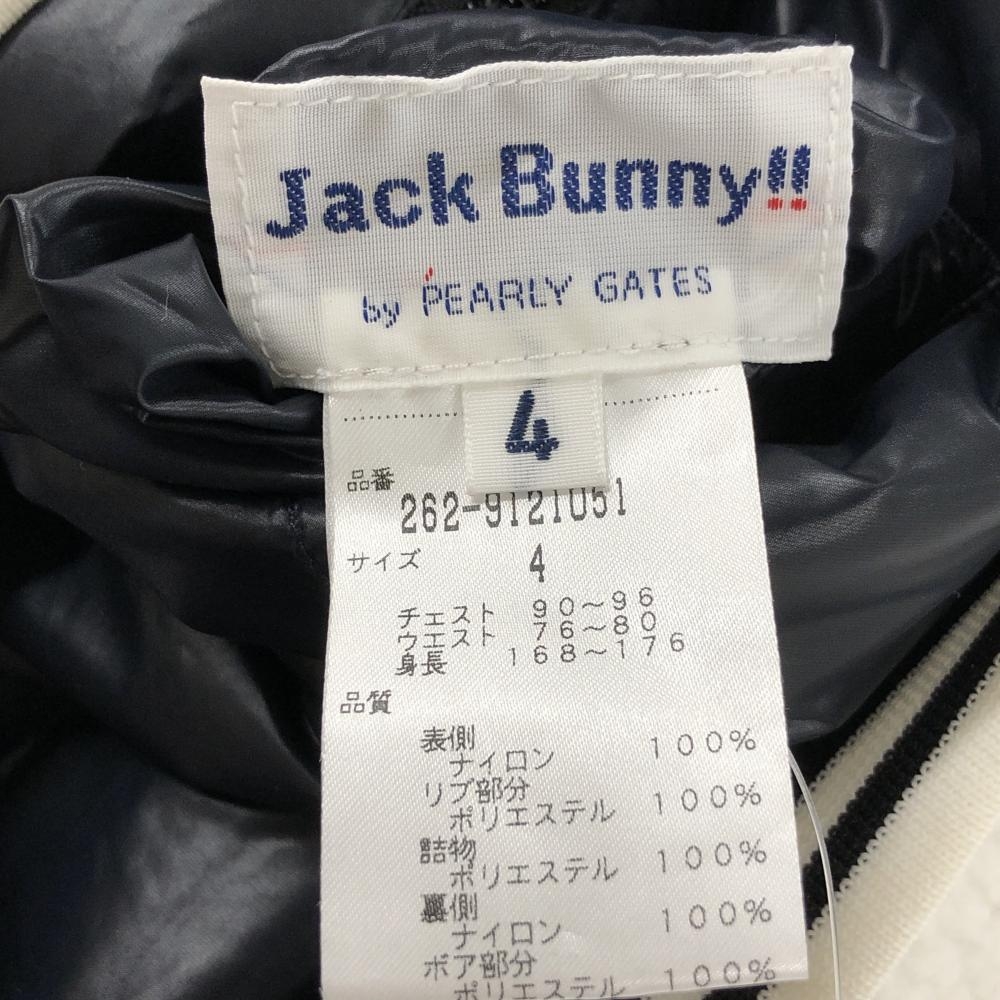 Jack Bunny!!
by PEARLY GATES
4
品番
262-9121051
サイズ 4
チェスト 90～96
ウエスト 76～80
身長 168～176
品質
表側
ナイロン 100%
リブ部分
ポリエステル 100%
詰物
ポリエステル 100%
裏側
ナイロン 100%
ボア部分
ポリエステル 100%